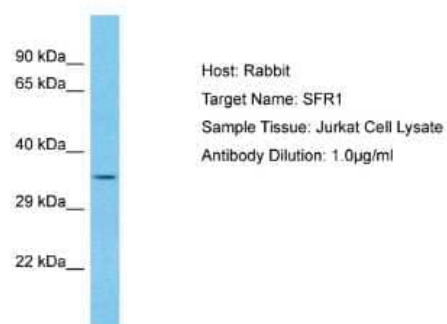 90 kDa__
65 kDa__
40 kDa__
29 kDa__
22 kDa__
Host: Rabbit
Target Name: SFR1
Sample Tissue: Jurkat Cell Lysate
Antibody Dilution: 1.0µg/ml